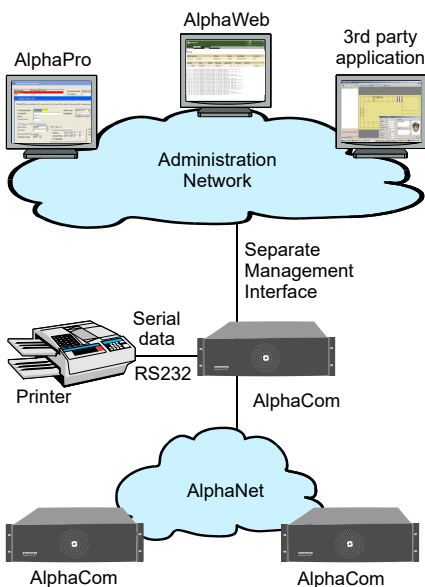 AlphaWeb
AlphaPro
3rd party
application
Administration
Network
Separate
Management
Interface
Serial
data
RS232
Printer
AlphaCom
AlphaNet
AlphaCom
AlphaCom